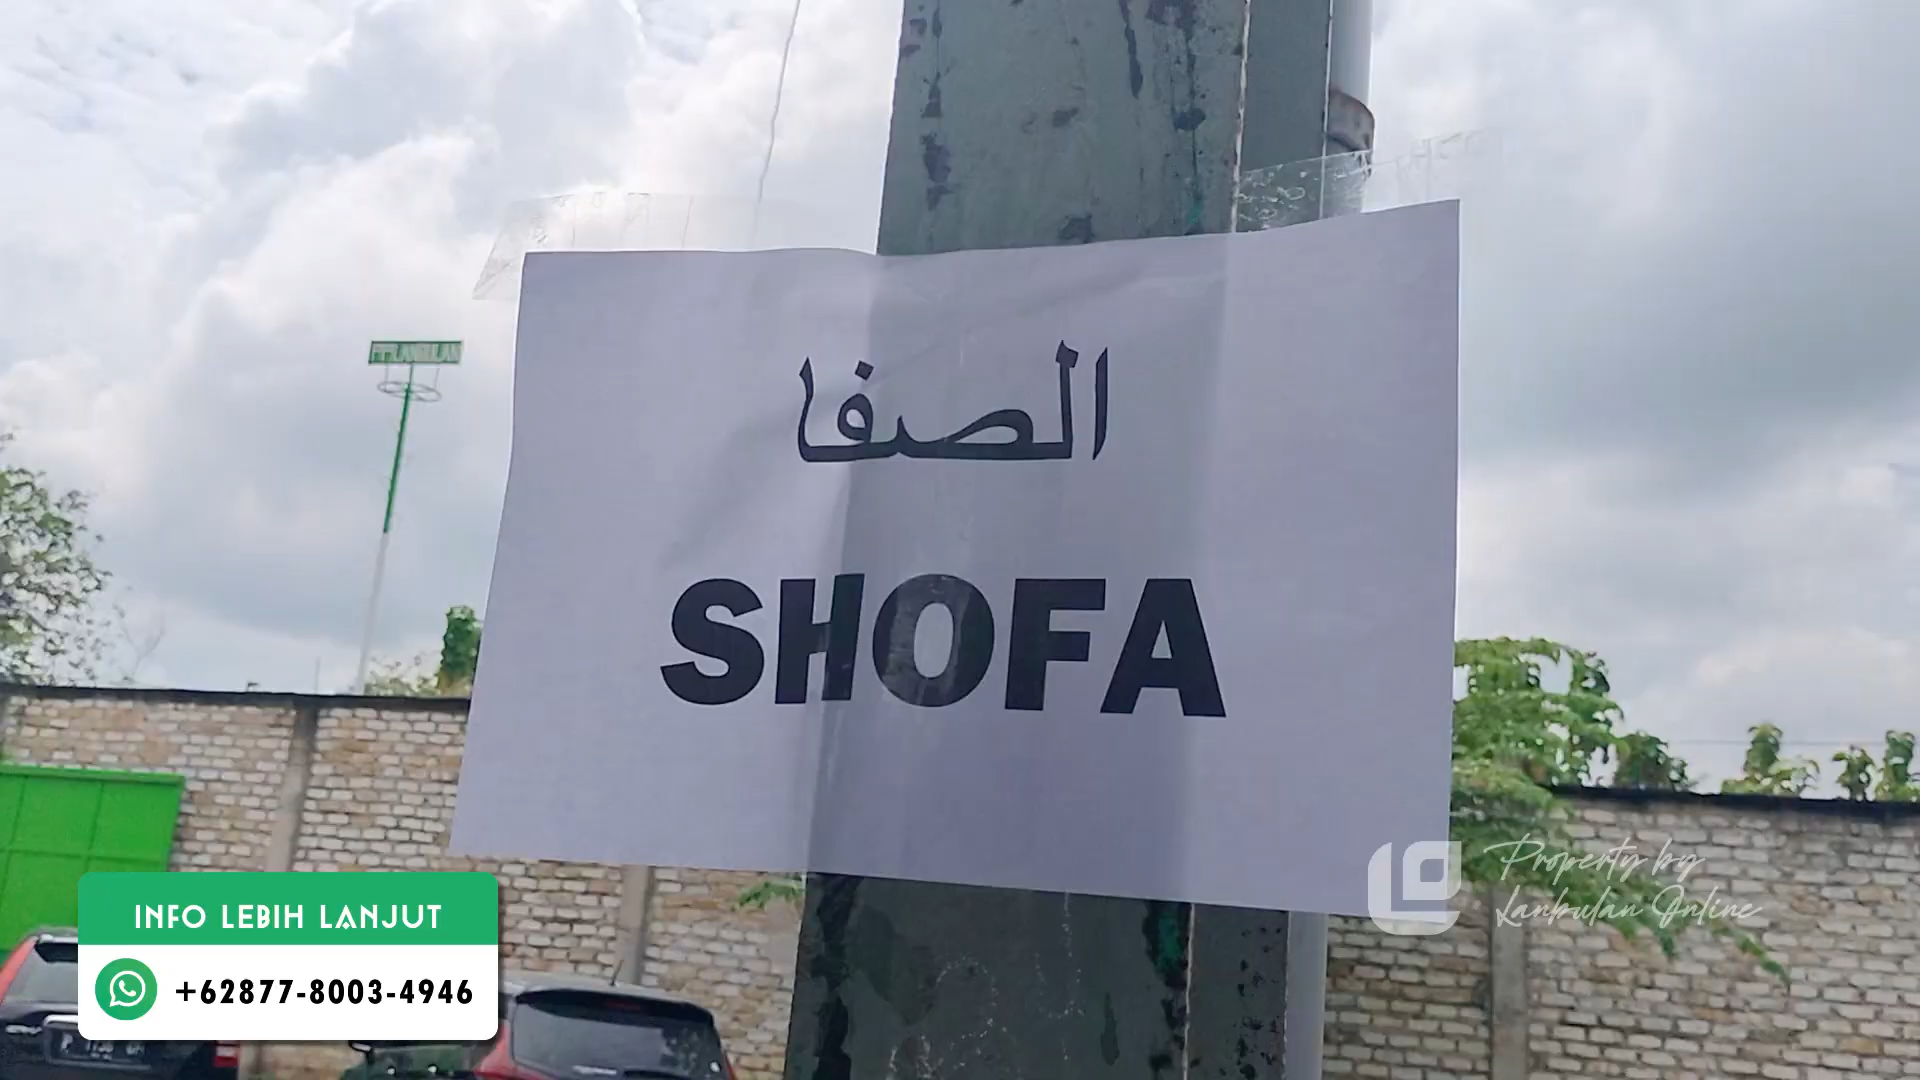 الصفا
SHOFA
INFO LEBIH LANJUT
+62877-8003-4946
Property by
Lanbulan Online